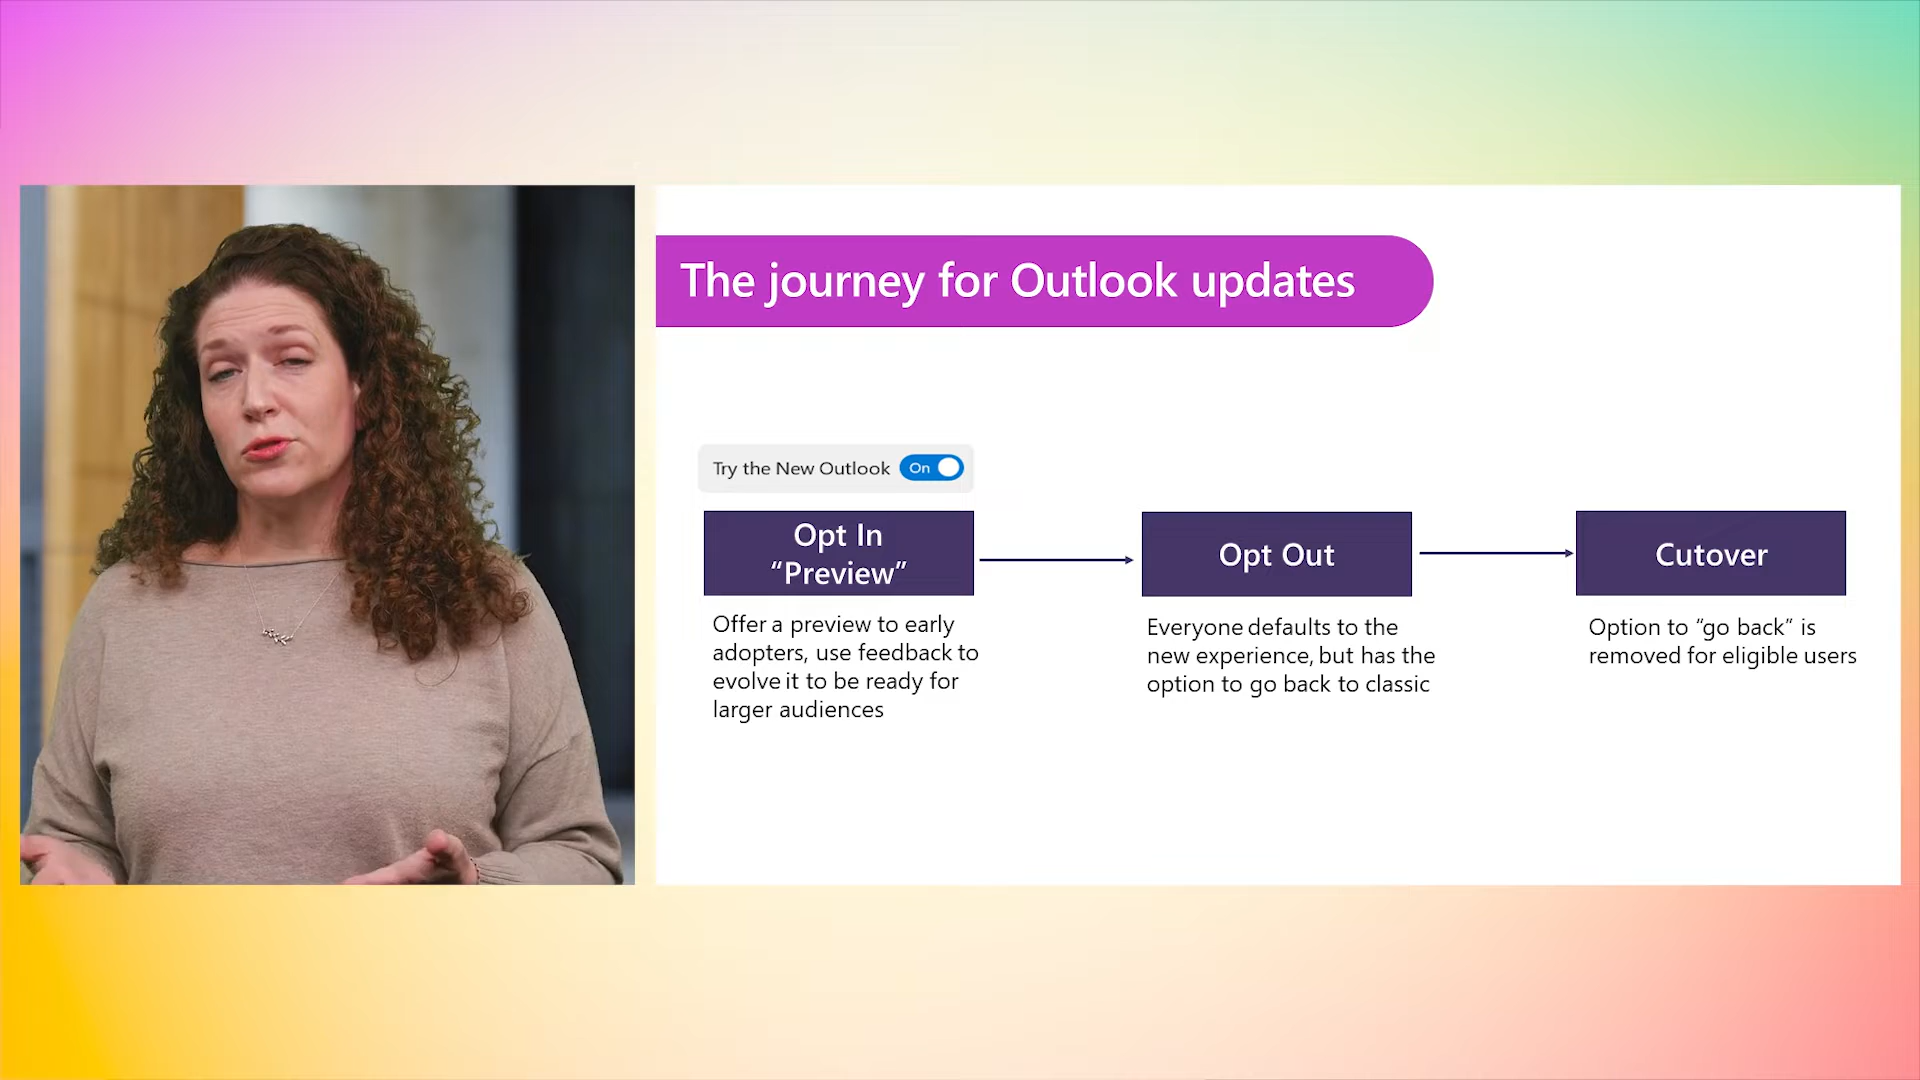 The journey for Outlook updates
Try the New Outlook On
Opt In
“Preview”
Offer a preview to early
adopters, use feedback to
evolve it to be ready for
larger audiences
Opt Out
Everyone defaults to the
new experience, but has the
option to go back to classic
Cutover
Option to “go back” is
removed for eligible users